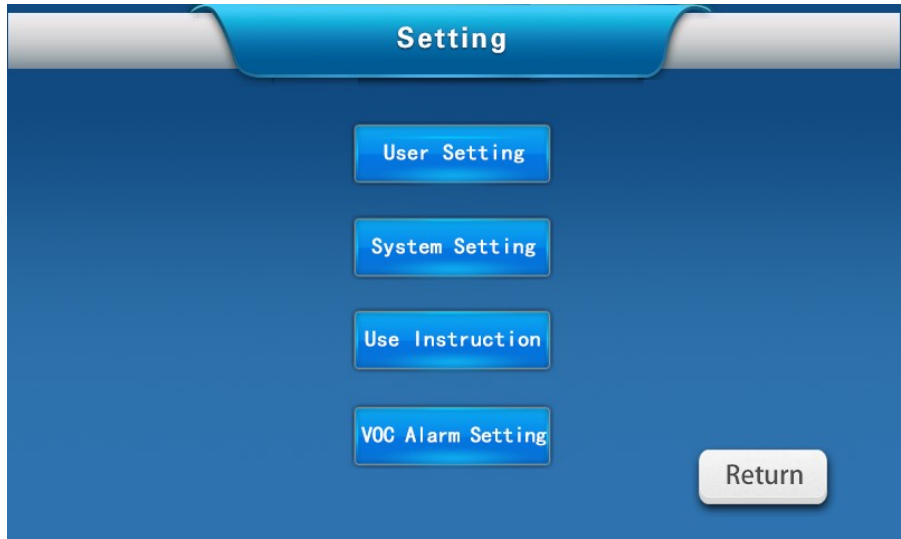 Setting
User Setting
System Setting
Use Instruction
VOC Alarm Setting
Return